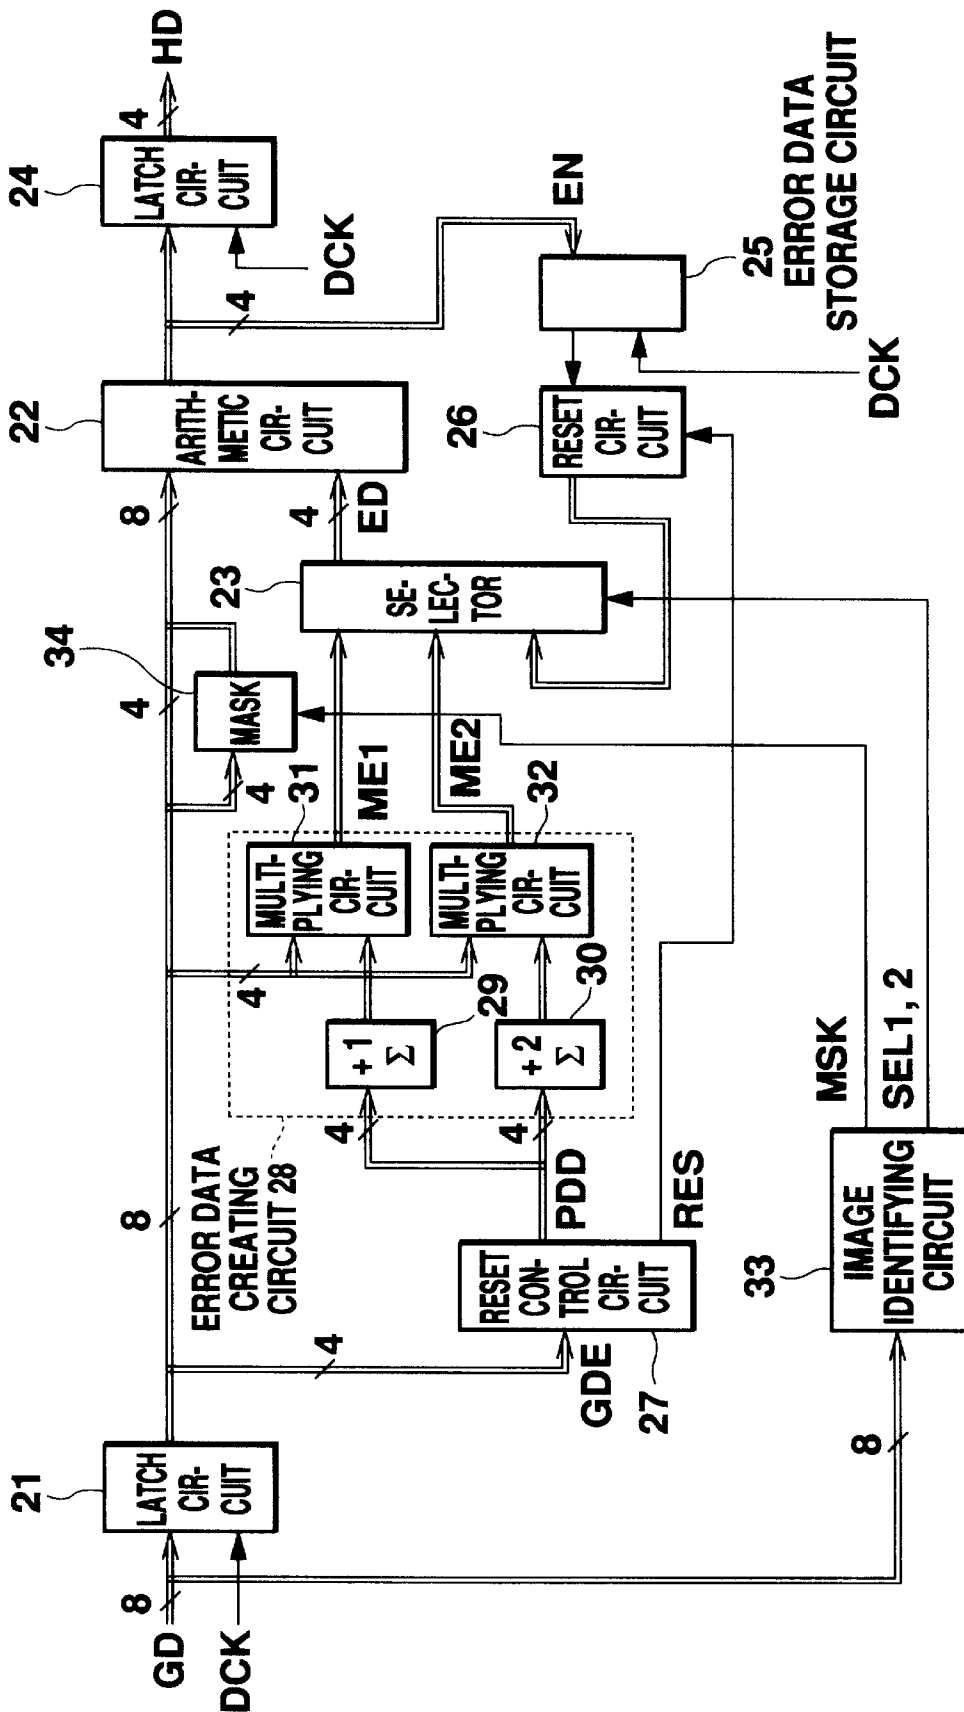 GD
8
DCK
21
LATCH
CIR-
CUIT
8
4
GDE
27
RESET
CON-
TROL CIR-
CUIT
PDD
RES
ERROR DATA
CREATING
CIRCUIT 28
4
4
+ 1
Σ
29
+ 2
Σ
30
4
MULTI-
PLYING
CIR-
CUIT
31
MULTI-
PLYING
CIR-
CUIT
32
ME1
ME2
4
4
MASK
34
8
23
SE-
LEC-
TOR
4
ED
22
ARITH-
METIC
CIR-
CUIT
4
24
LATCH
CIR-
CUIT
DCK
4
HD
EN
25
ERROR DATA
STORAGE CIRCUIT
DCK
26
RESET
CIR-
CUIT
8
33
IMAGE
IDENTIFYING
CIRCUIT
MSK
SEL1, 2